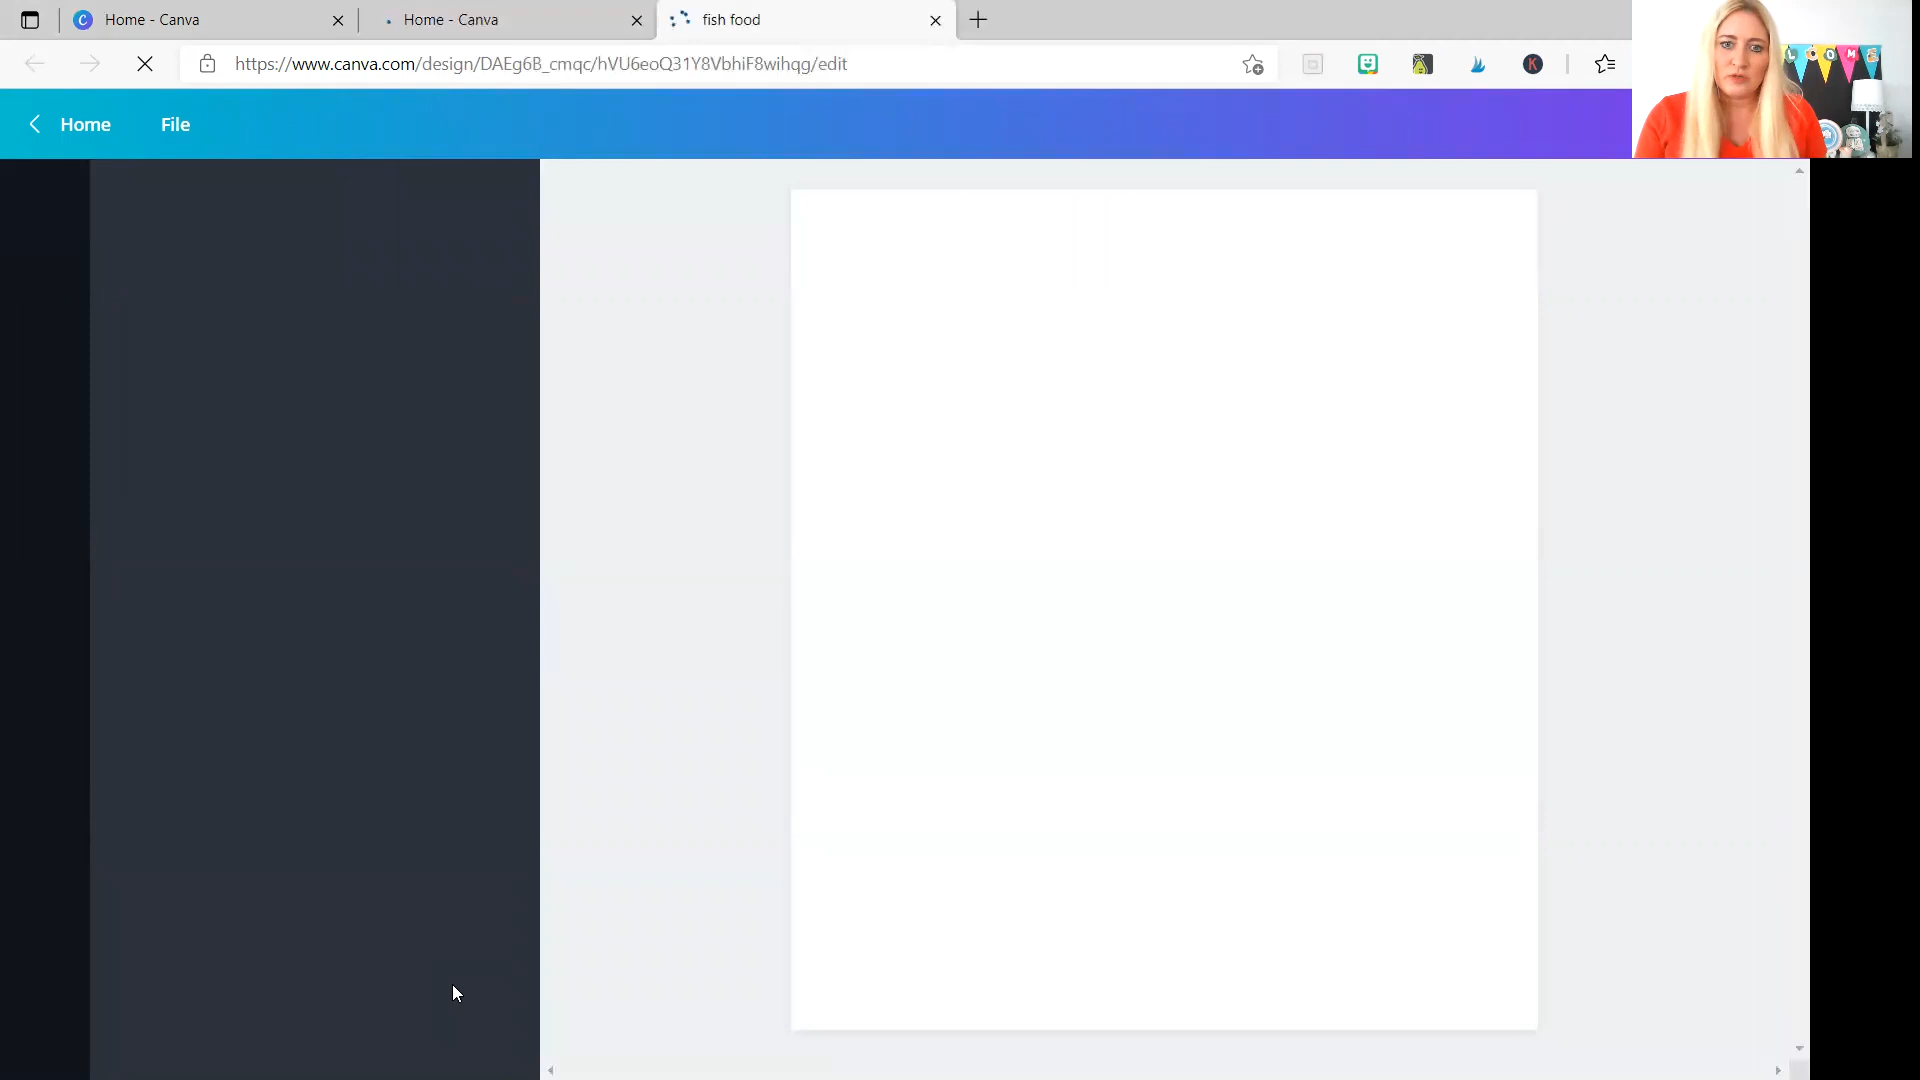 Home - Canva
Home - Canva
fish food
https://www.canva.com/design/DAEg6B_cmqc/hVU6eoQ31Y8VbhiF8wihqg/edit
K
Home
File